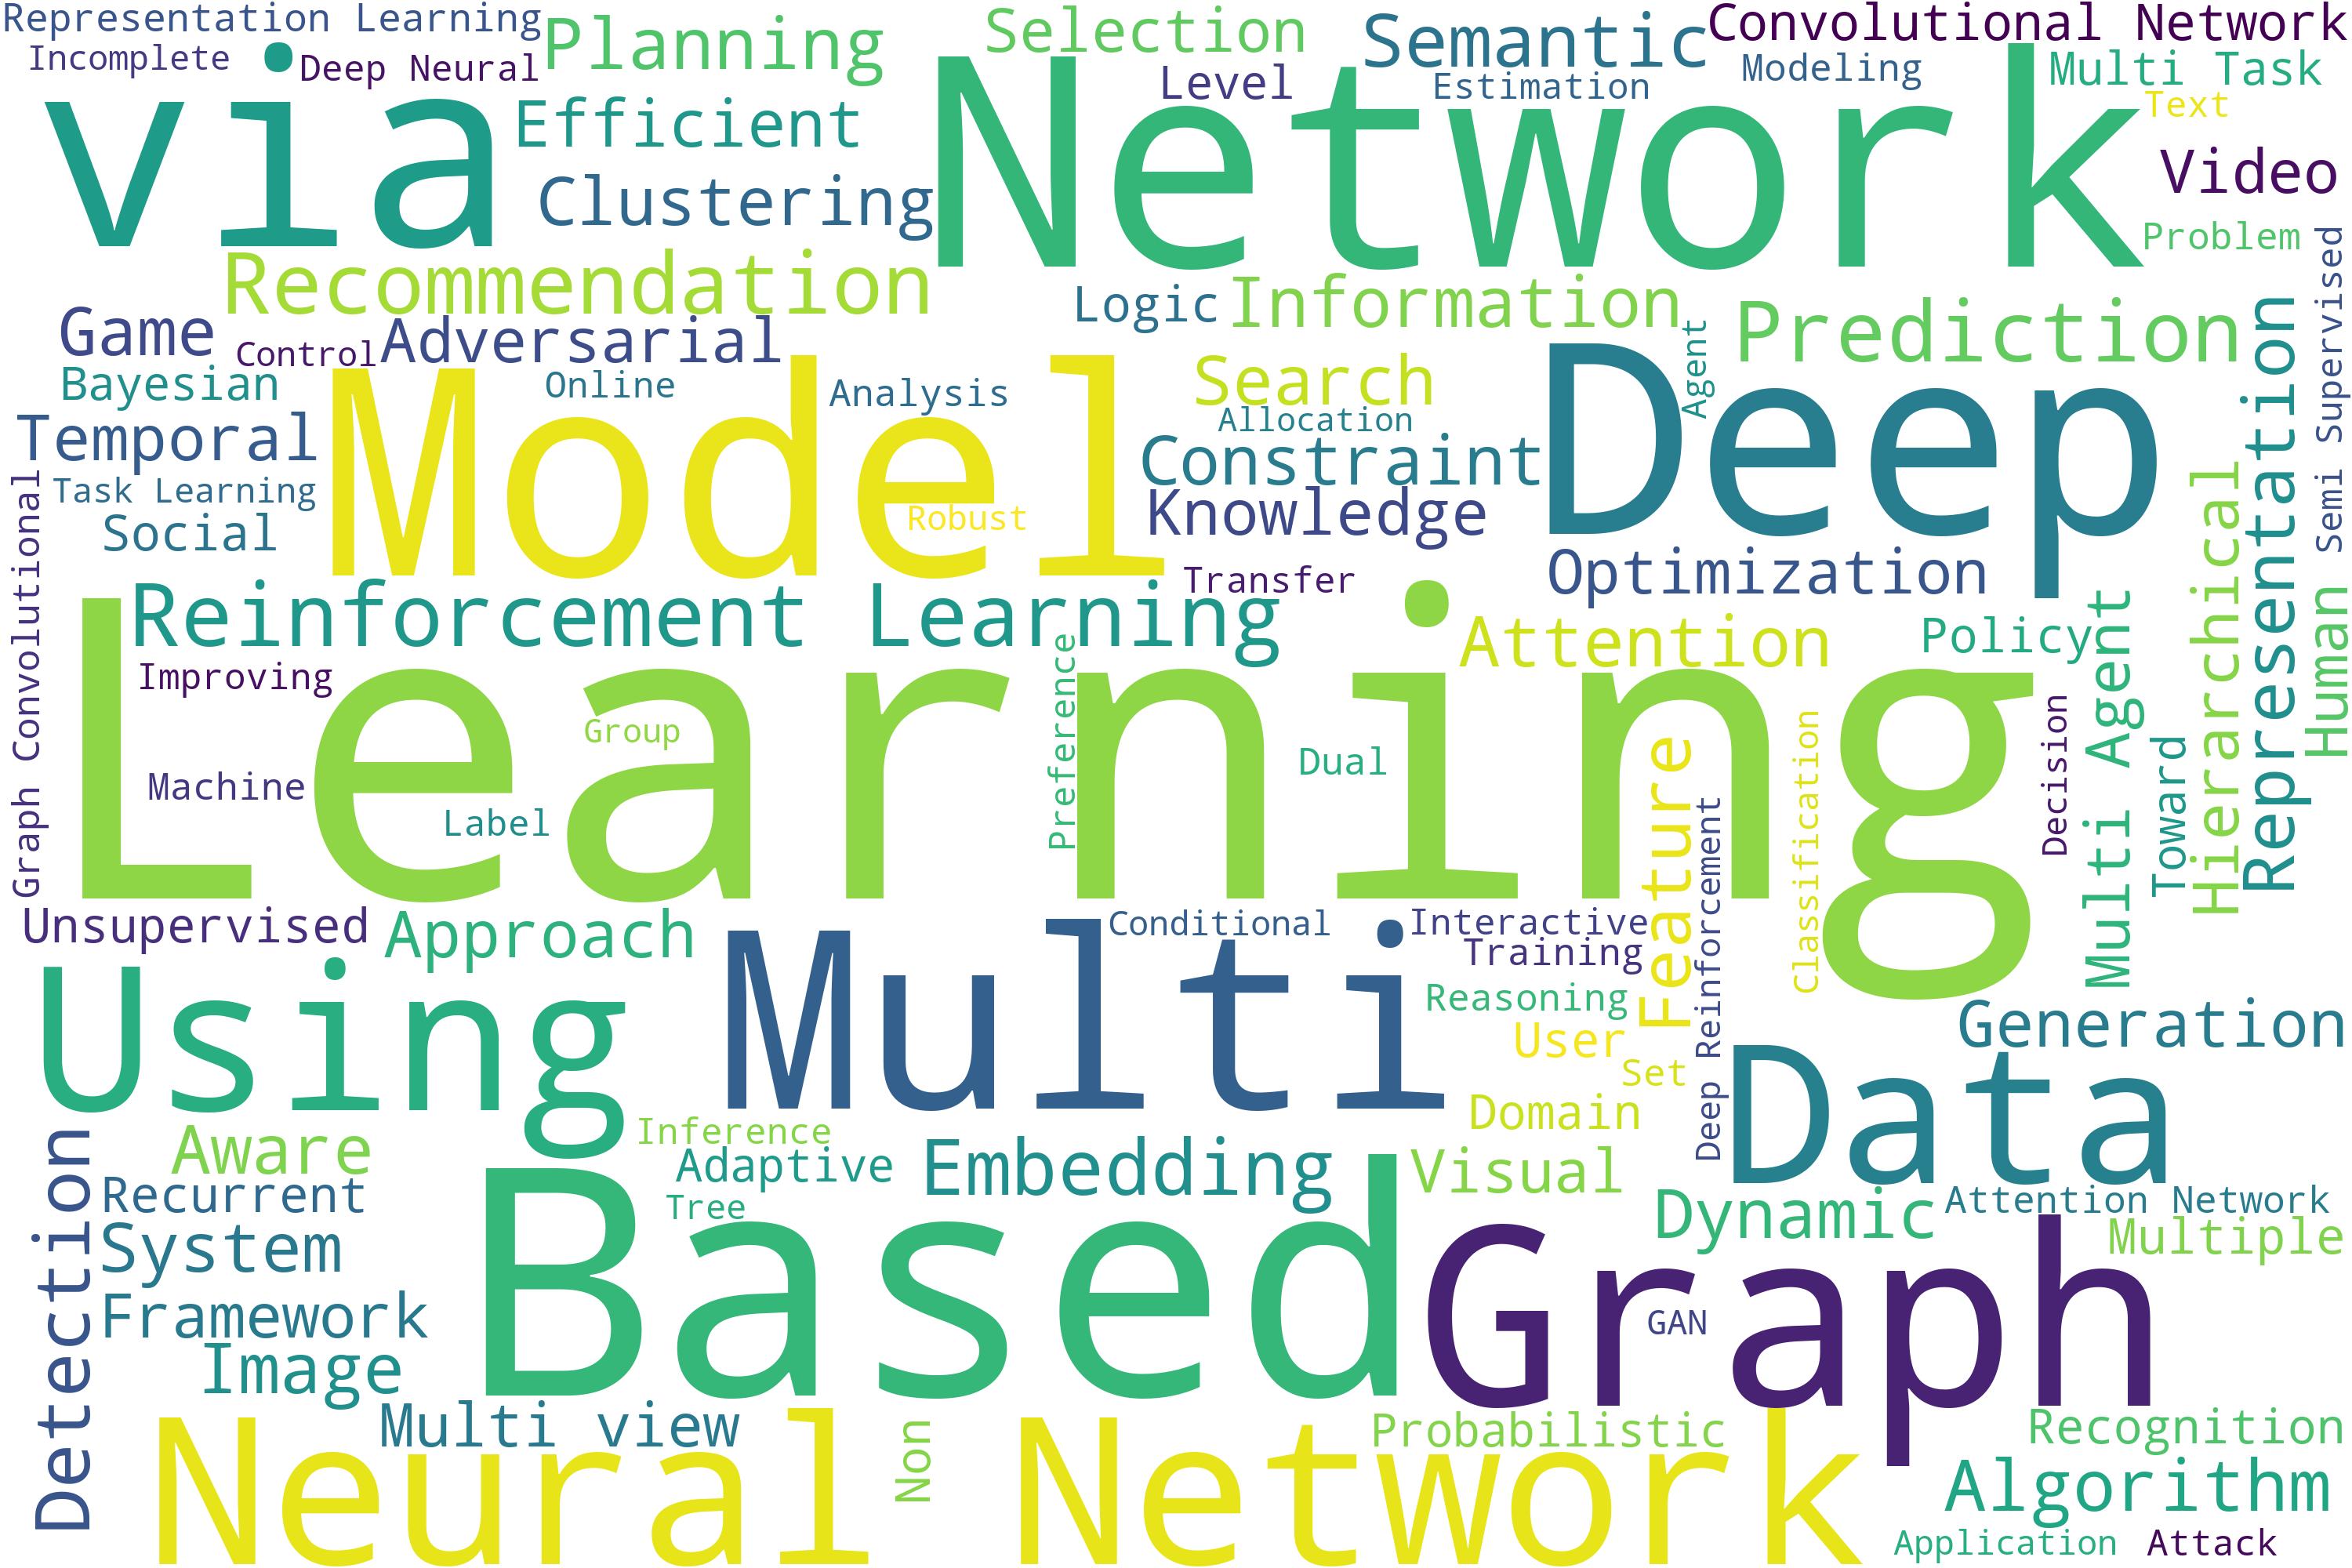 Representation Learning
Incomplete
Deep Neural
Planning
Selection
Semantic
Convolutional Network
Level
Estimation
Modeling
Multi Task
Text
via
Efficient
Network
Clustering
Video
Problem
Semi Supervised
Recommendation
Logic
Information
Game
Control
Adversarial
Agent
Prediction
Representation
Bayesian
Online
Analysis
Search
Allocation
Deep
Temporal
Model
Constraint
Hierarchical
Task Learning
Robust
Knowledge
Social
Graph Convolutional
Transfer
Optimization
Human
Reinforcement Learning
Attention
Policy
Multi Agent
Improving
Preference
Learning
Group
Dual
Feature
Classification
Decision
Toward
Machine
Label
Deep Reinforcement
Unsupervised
Approach
Conditional
Interactive
Training
Using
Multi
Reasoning
User
Generation
Set
Data
Domain
Detection
Aware
Inference
Adaptive
Embedding
Visual
Recurrent
Tree
Dynamic
Attention Network
System
Based
Multiple
Framework
Graph
GAN
Image
Multi view
Non
Probabilistic
Recognition
Neural Network
Algorithm
Application
Attack